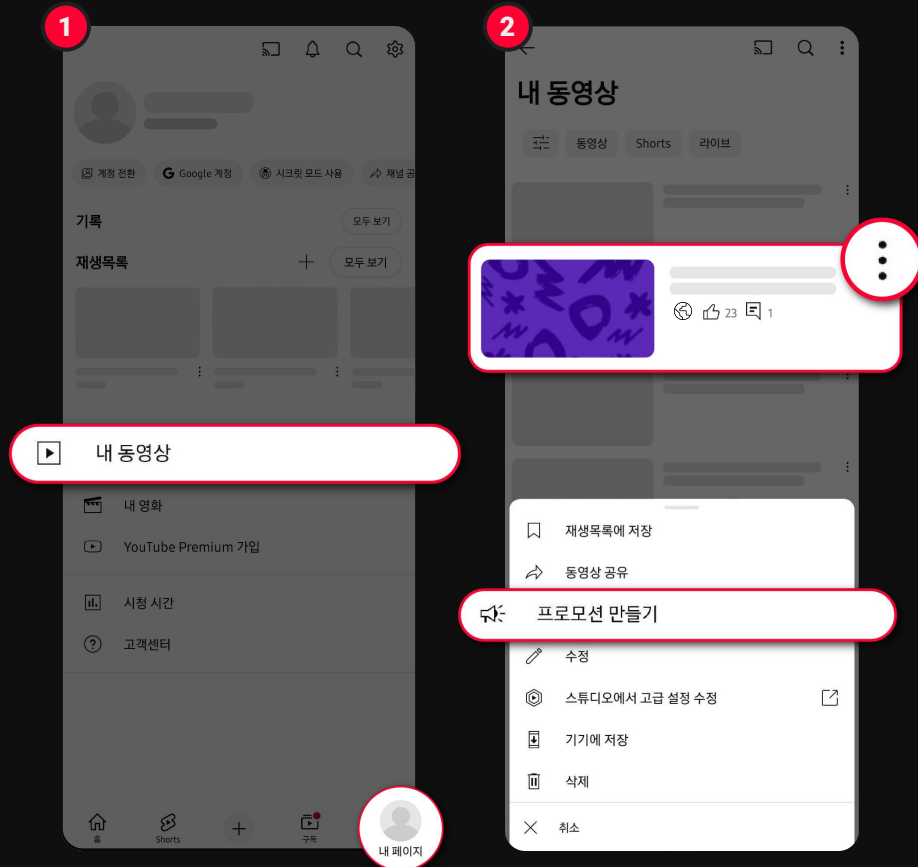 1
계정 전환
Google 계정
시크릿 모드 사용
채널 공
기록
모두 보기
재생목록
모두 보기
내 동영상
내 영화
YouTube Premium 가입
시청 시간
고객센터
홈
Shorts
구독
내 페이지
2
내 동영상
동영상
Shorts
라이브
23
1
재생목록에 저장
동영상 공유
프로모션 만들기
수정
스튜디오에서 고급 설정 수정
기기에 저장
삭제
취소